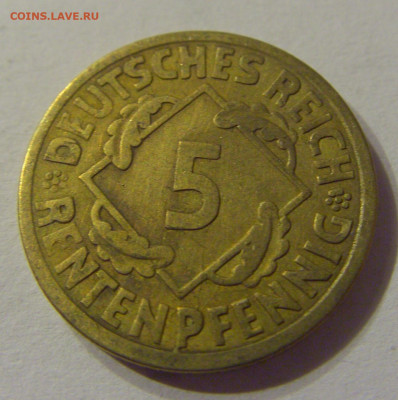 COINS.LAVE.RU
DEUTSCHES REICH
5
RENTENPFENNIG